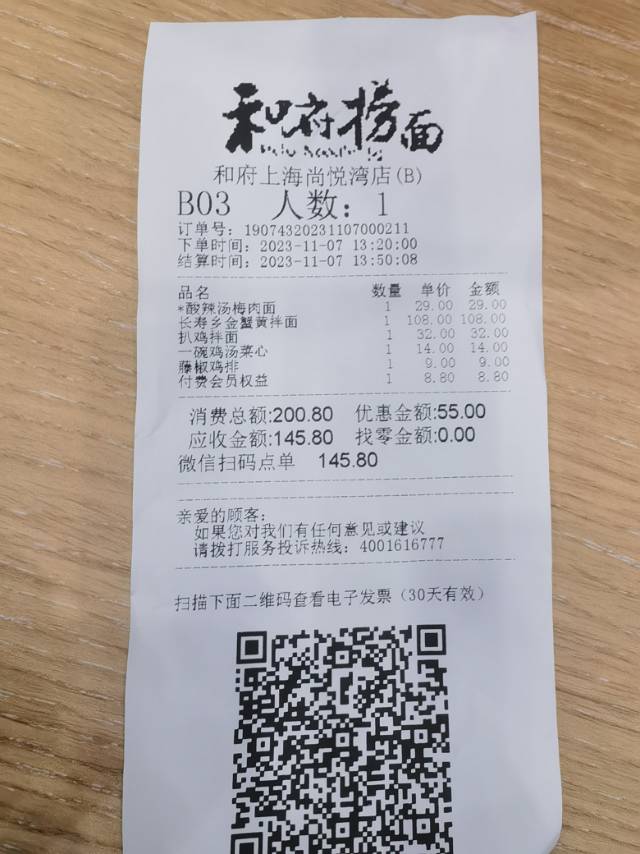 和府捞面
和府上海尚悦湾店(B)
B03 人数：1
订单号：19074320231107000211
下单时间：2023-11-07 13:20:00
结算时间：2023-11-07 13:50:08
品名 数量 单价 金额
*酸辣汤梅肉面 1 29.00 29.00
长寿乡金蟹黄拌面 1 108.00 108.00
扒鸡拌面 1 32.00 32.00
一碗鸡汤菜心 1 14.00 14.00
藤椒鸡排 1 9.00 9.00
付费会员权益 1 8.80 8.80
消费总额:200.80 优惠金额:55.00
应收金额:145.80 找零金额:0.00
微信扫码点单 145.80
亲爱的顾客：
如果您对我们有任何意见或建议
请拨打服务投诉热线：4001616777
扫描下面二维码查看电子发票（30天有效）